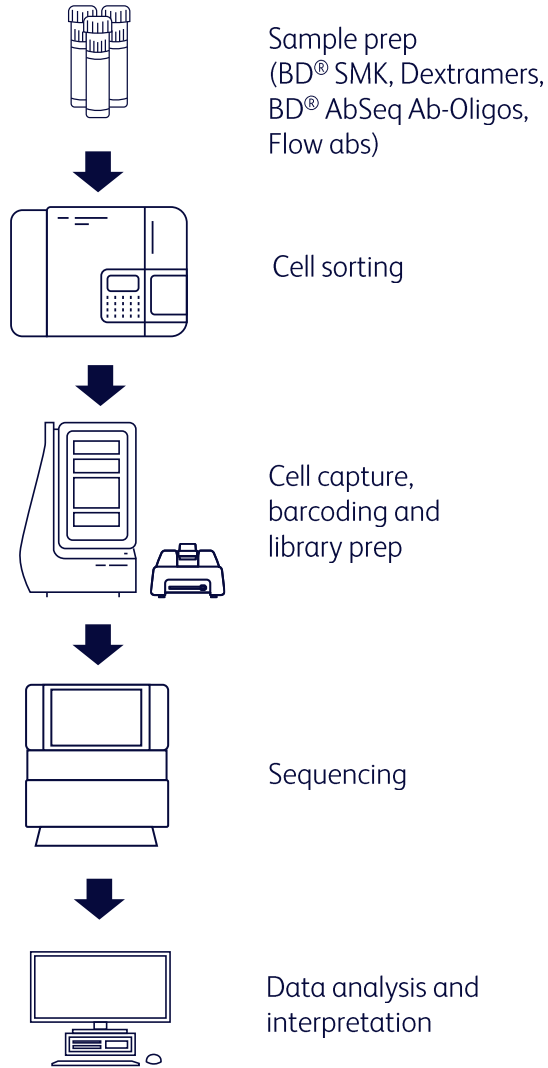 Sample prep
(BD® SMK, Dextramers,
BD® AbSeq Ab-Oligos,
Flow abs)
Cell sorting
Cell capture,
barcoding and
library prep
Sequencing
Data analysis and
interpretation